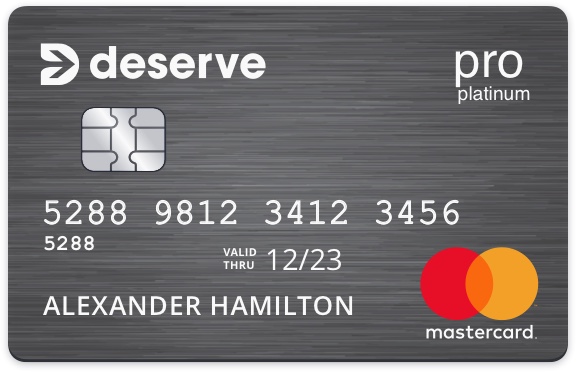 deserve
pro
platinum
5288 9812 3412 3456
5288
VALID THRU 12/23
ALEXANDER HAMILTON
mastercard.